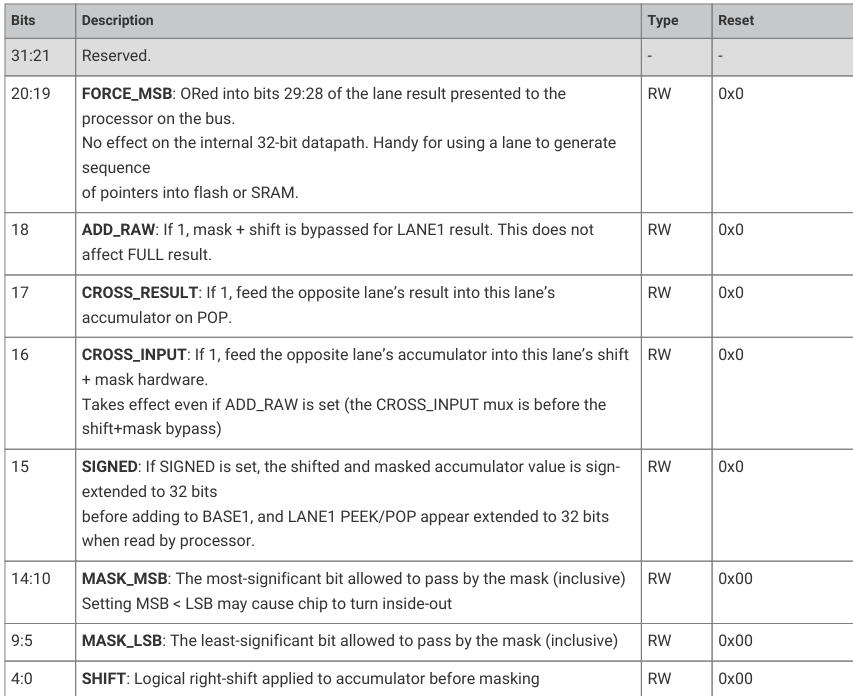 Bits Description Type Reset
31:21 Reserved. - -
20:19 FORCE_MSB: ORed into bits 29:28 of the lane result presented to the RW 0x0
processor on the bus.
No effect on the internal 32-bit datapath. Handy for using a lane to generate
sequence
of pointers into flash or SRAM.
18 ADD_RAW: If 1, mask + shift is bypassed for LANE1 result. This does not RW 0x0
affect FULL result.
17 CROSS_RESULT: If 1, feed the opposite lane’s result into this lane’s RW 0x0
accumulator on POP.
16 CROSS_INPUT: If 1, feed the opposite lane’s accumulator into this lane’s shift RW 0x0
+ mask hardware.
Takes effect even if ADD_RAW is set (the CROSS_INPUT mux is before the
shift+mask bypass)
15 SIGNED: If SIGNED is set, the shifted and masked accumulator value is sign- RW 0x0
extended to 32 bits
before adding to BASE1, and LANE1 PEEK/POP appear extended to 32 bits
when read by processor.
14:10 MASK_MSB: The most-significant bit allowed to pass by the mask (inclusive) RW 0x00
Setting MSB < LSB may cause chip to turn inside-out
9:5 MASK_LSB: The least-significant bit allowed to pass by the mask (inclusive) RW 0x00
4:0 SHIFT: Logical right-shift applied to accumulator before masking RW 0x00